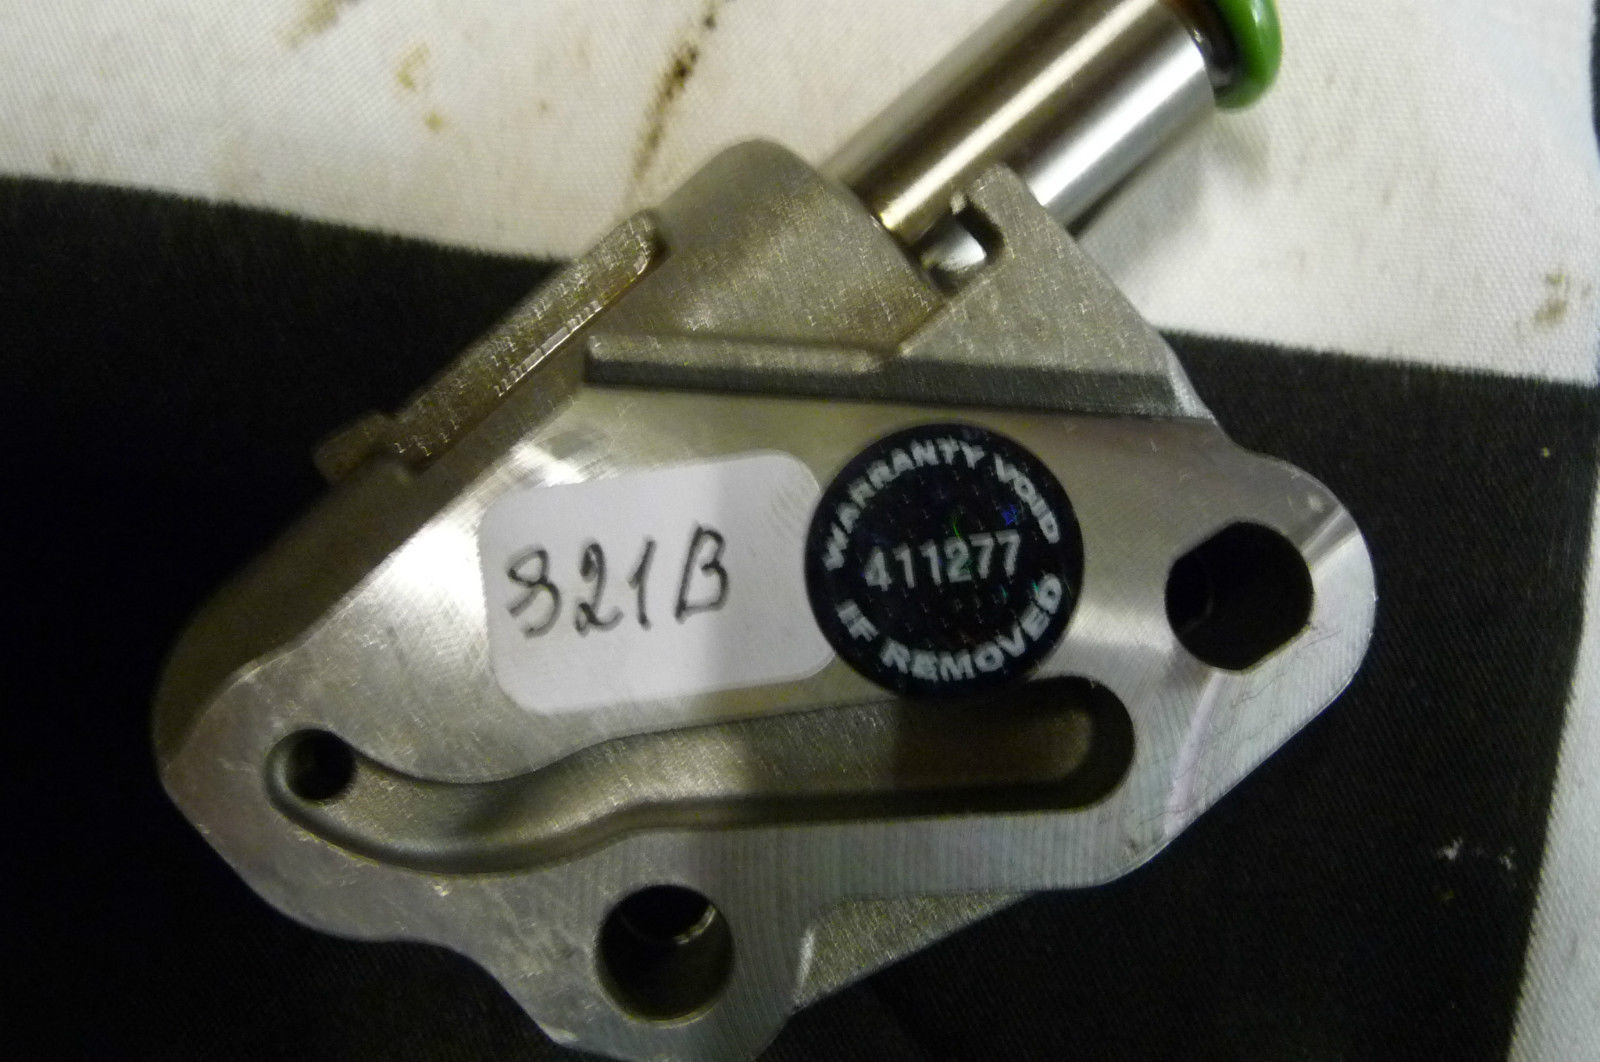 821B
WARRANTY VOID
411277
IF REMOVED